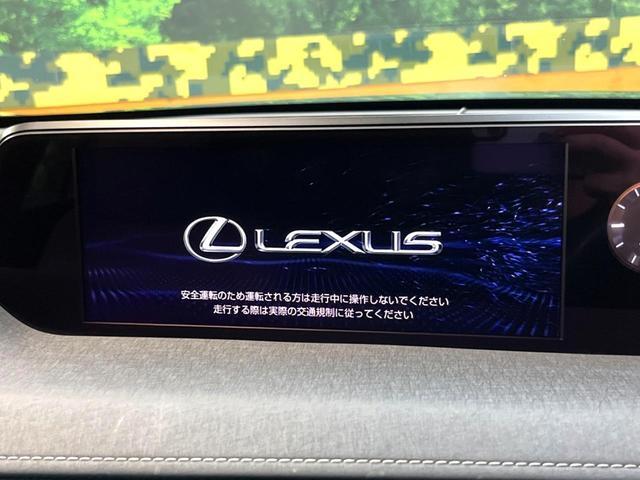 LEXUS
安全運転のため運転される方は走行中に操作しないでください
走行する際は実際の交通規制に従ってください